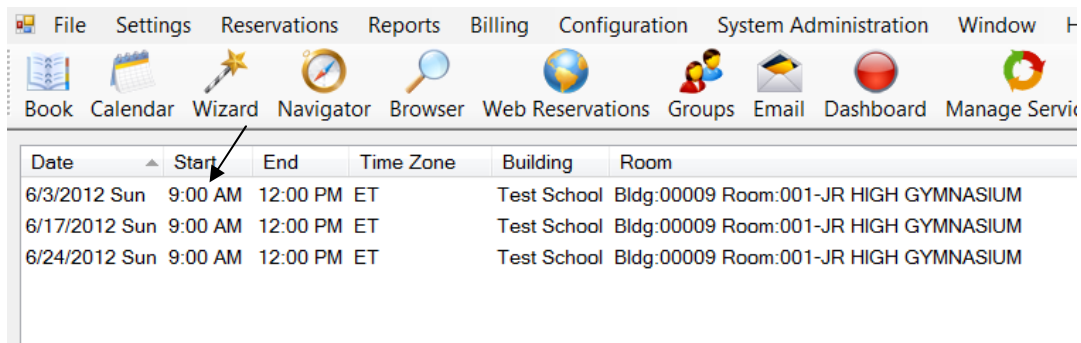 File Settings Reservations Reports Billing Configuration System Administration Window H
Book Calendar Wizard Navigator Browser Web Reservations Groups Email Dashboard Manage Servic
Date Start End Time Zone Building Room
6/3/2012 Sun 9:00 AM 12:00 PM ET Test School Bldg:00009 Room:001-JR HIGH GYMNASIUM
6/17/2012 Sun 9:00 AM 12:00 PM ET Test School Bldg:00009 Room:001-JR HIGH GYMNASIUM
6/24/2012 Sun 9:00 AM 12:00 PM ET Test School Bldg:00009 Room:001-JR HIGH GYMNASIUM